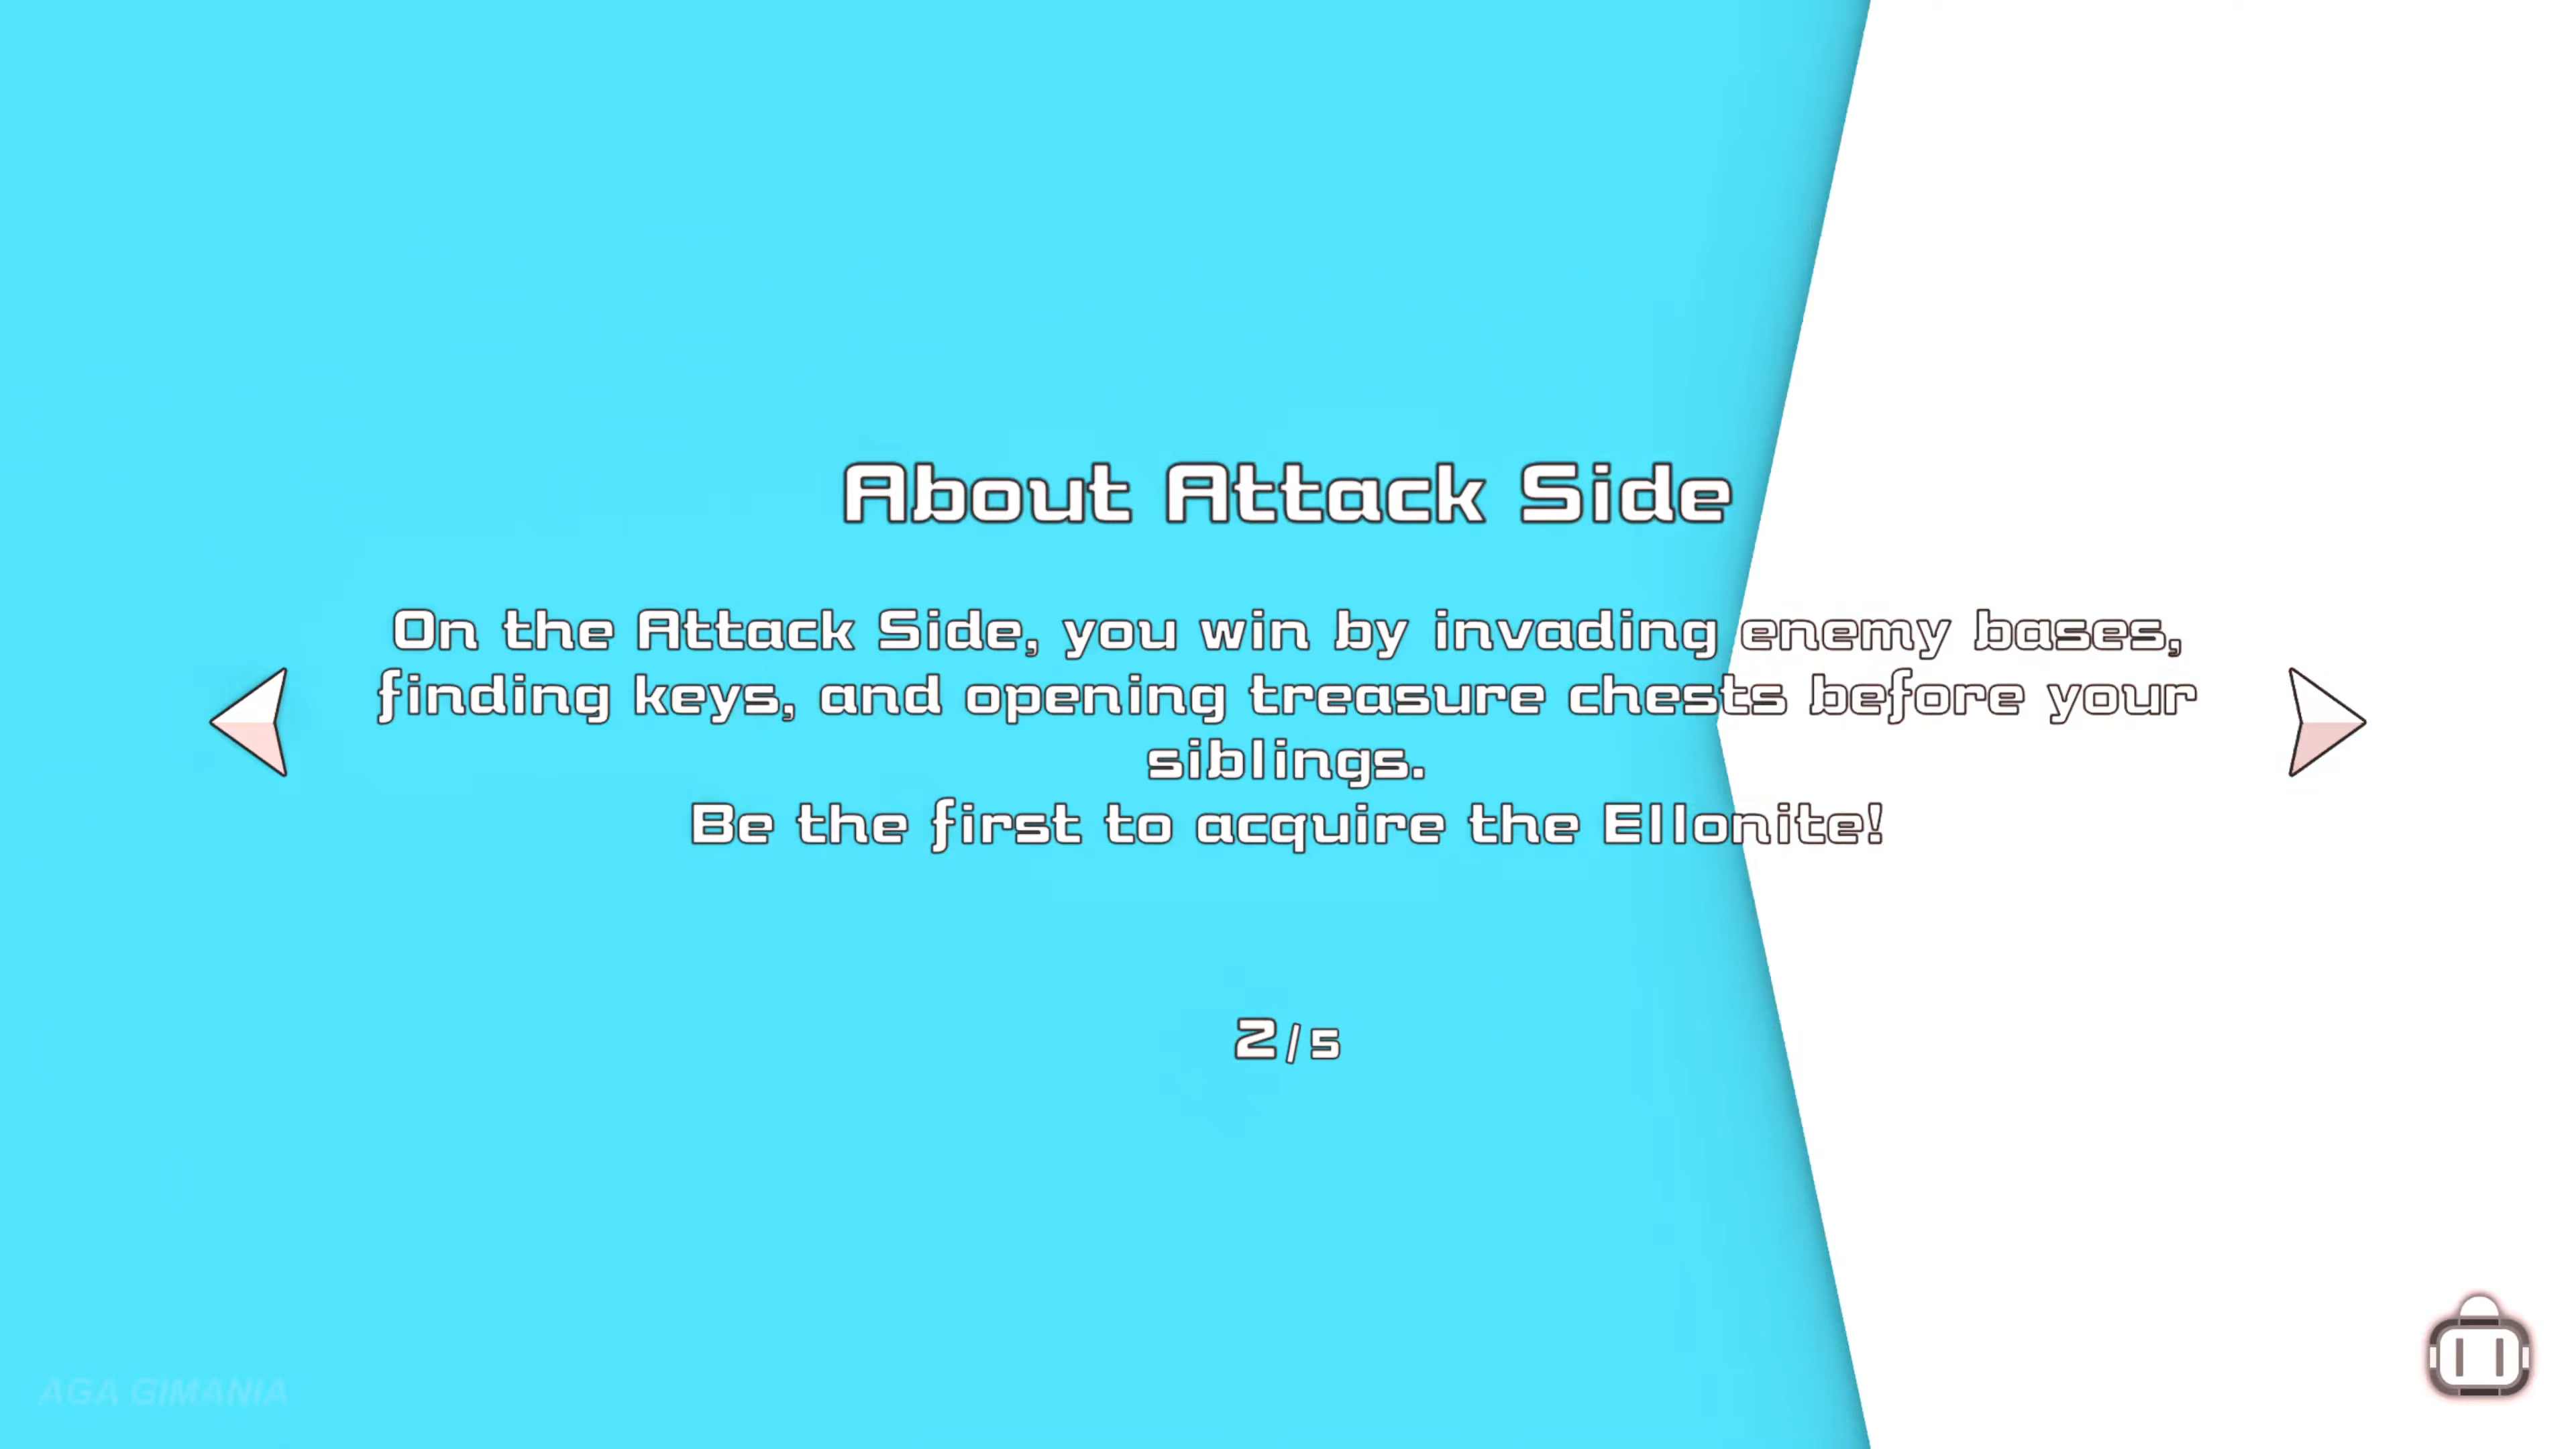 About Attack Side
On the Attack Side, you win by invading enemy bases,
finding keys, and opening treasure chests before your
siblings.
Be the first to acquire the Ellonite!
2/5
AGA GIMANIA